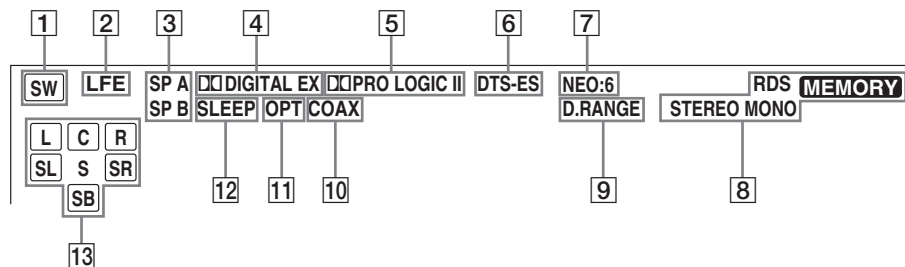 1 2 3 4 5 6 7
SW LFE SP A DIGITAL EX PRO LOGIC II DTS-ES NEO:6 RDS MEMORY
SP B SLEEP OPT COAX D.RANGE STEREO MONO
L C R
SL S SR
SB
12 11 10 9 8
13